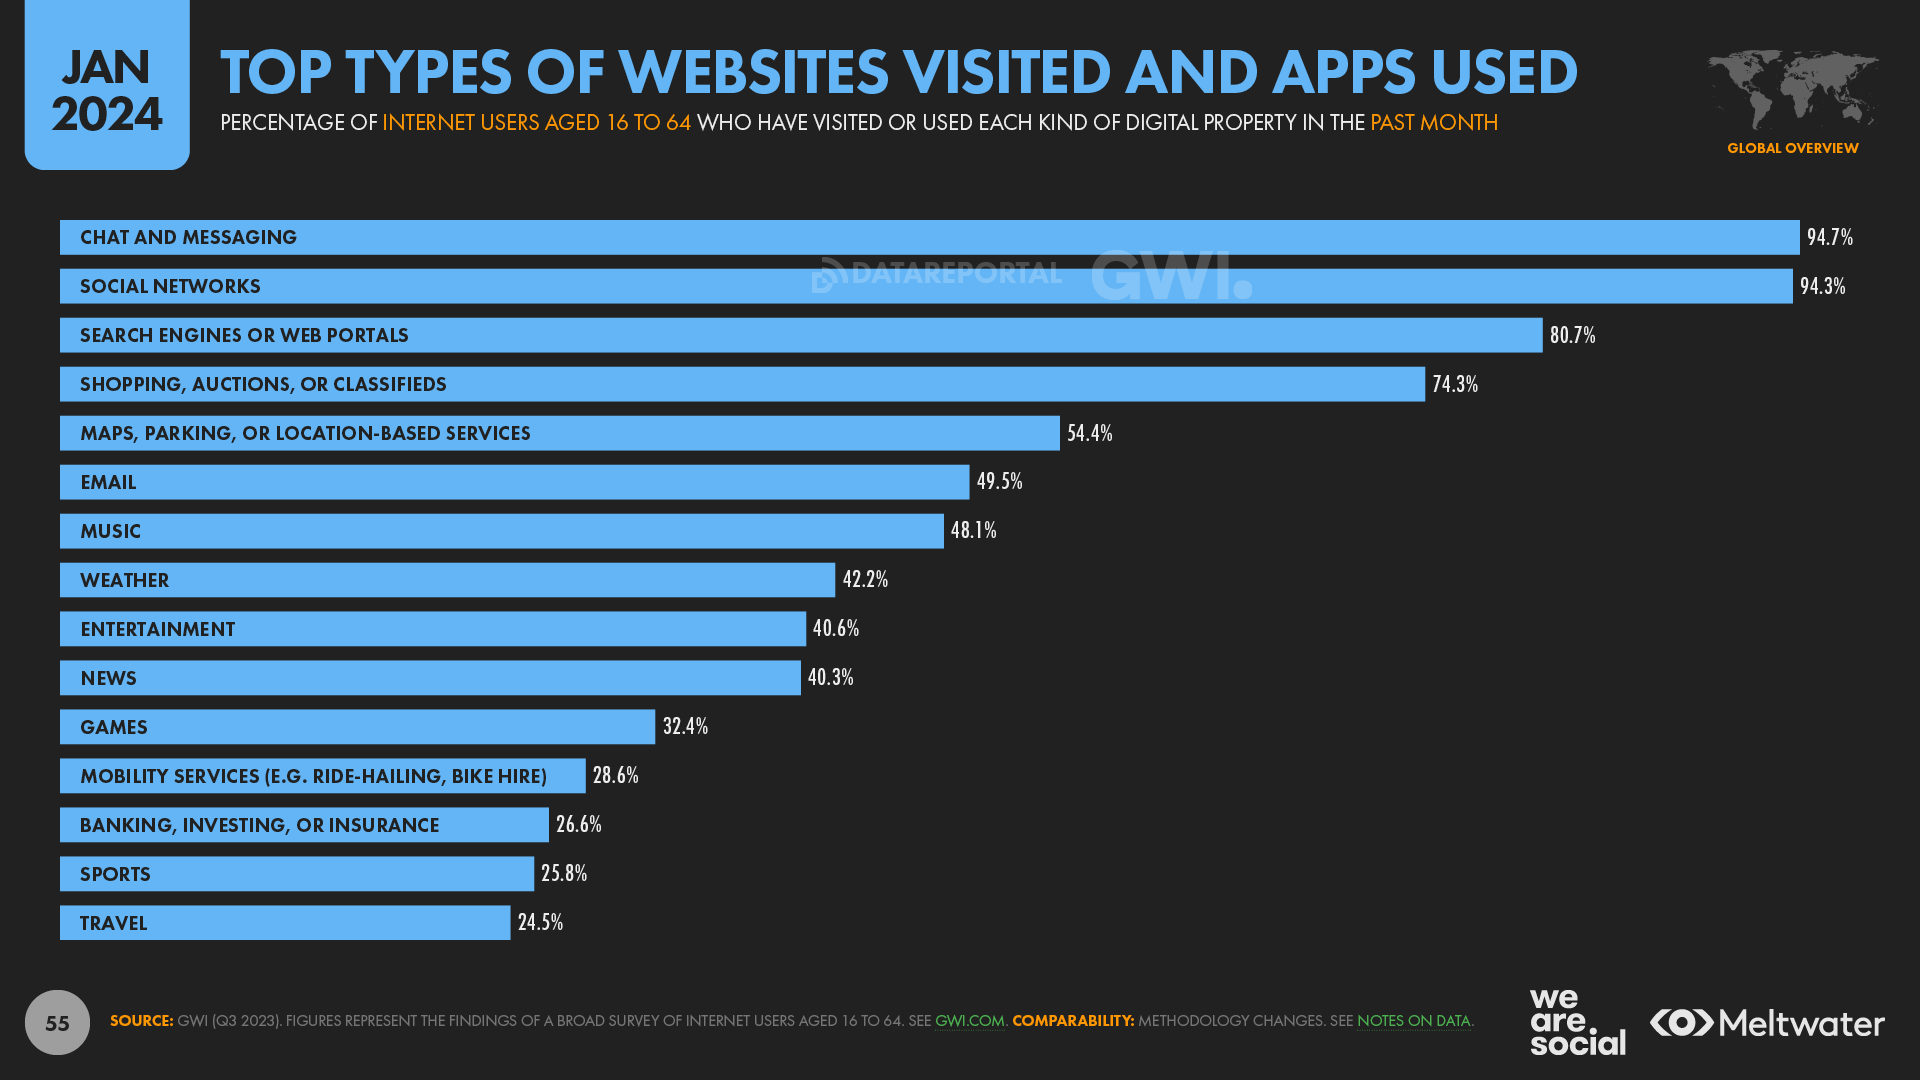 JAN
2024
TOP TYPES OF WEBSITES VISITED AND APPS USED
PERCENTAGE OF INTERNET USERS AGED 16 TO 64 WHO HAVE VISITED OR USED EACH KIND OF DIGITAL PROPERTY IN THE PAST MONTH
GLOBAL OVERVIEW
CHAT AND MESSAGING 94.7%
DATAREPORTAL GWI.
SOCIAL NETWORKS 94.3%
SEARCH ENGINES OR WEB PORTALS 80.7%
SHOPPING, AUCTIONS, OR CLASSIFIEDS 74.3%
MAPS, PARKING, OR LOCATION-BASED SERVICES 54.4%
EMAIL 49.5%
MUSIC 48.1%
WEATHER 42.2%
ENTERTAINMENT 40.6%
NEWS 40.3%
GAMES 32.4%
MOBILITY SERVICES (E.G. RIDE-HAILING, BIKE HIRE) 28.6%
BANKING, INVESTING, OR INSURANCE 26.6%
SPORTS 25.8%
TRAVEL 24.5%
55
SOURCE: GWI (Q3 2023). FIGURES REPRESENT THE FINDINGS OF A BROAD SURVEY OF INTERNET USERS AGED 16 TO 64. SEE GWI.COM. COMPARABILITY: METHODOLOGY CHANGES. SEE NOTES ON DATA.
we
are
social
Meltwater